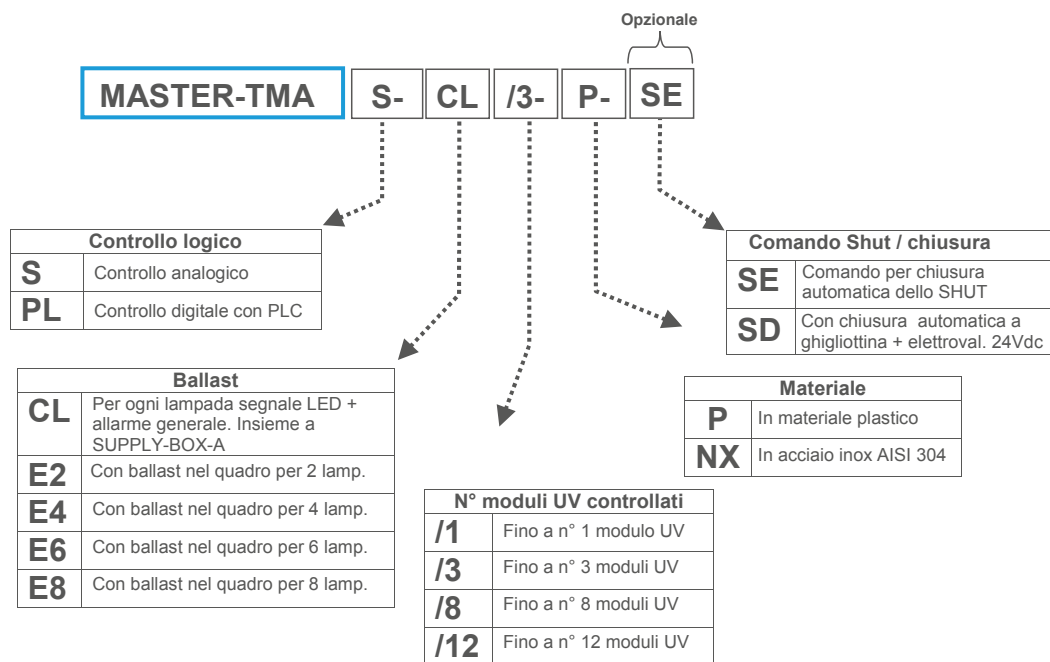 Opzionale
MASTER-TMA S- CL /3- P- SE
Controllo logico
S Controllo analogico
PL Controllo digitale con PLC
Comando Shut / chiusura
SE Comando per chiusura
automatica dello SHUT
SD Con chiusura automatica a
ghigliottina + elettroval. 24Vdc
Ballast
CL Per ogni lampada segnale LED +
allarme generale. Insieme a
SUPPLY-BOX-A
E2 Con ballast nel quadro per 2 lamp.
E4 Con ballast nel quadro per 4 lamp.
E6 Con ballast nel quadro per 6 lamp.
E8 Con ballast nel quadro per 8 lamp.
Materiale
P In materiale plastico
NX In acciaio inox AISI 304
N° moduli UV controllati
/1 Fino a n° 1 modulo UV
/3 Fino a n° 3 moduli UV
/8 Fino a n° 8 moduli UV
/12 Fino a n° 12 moduli UV